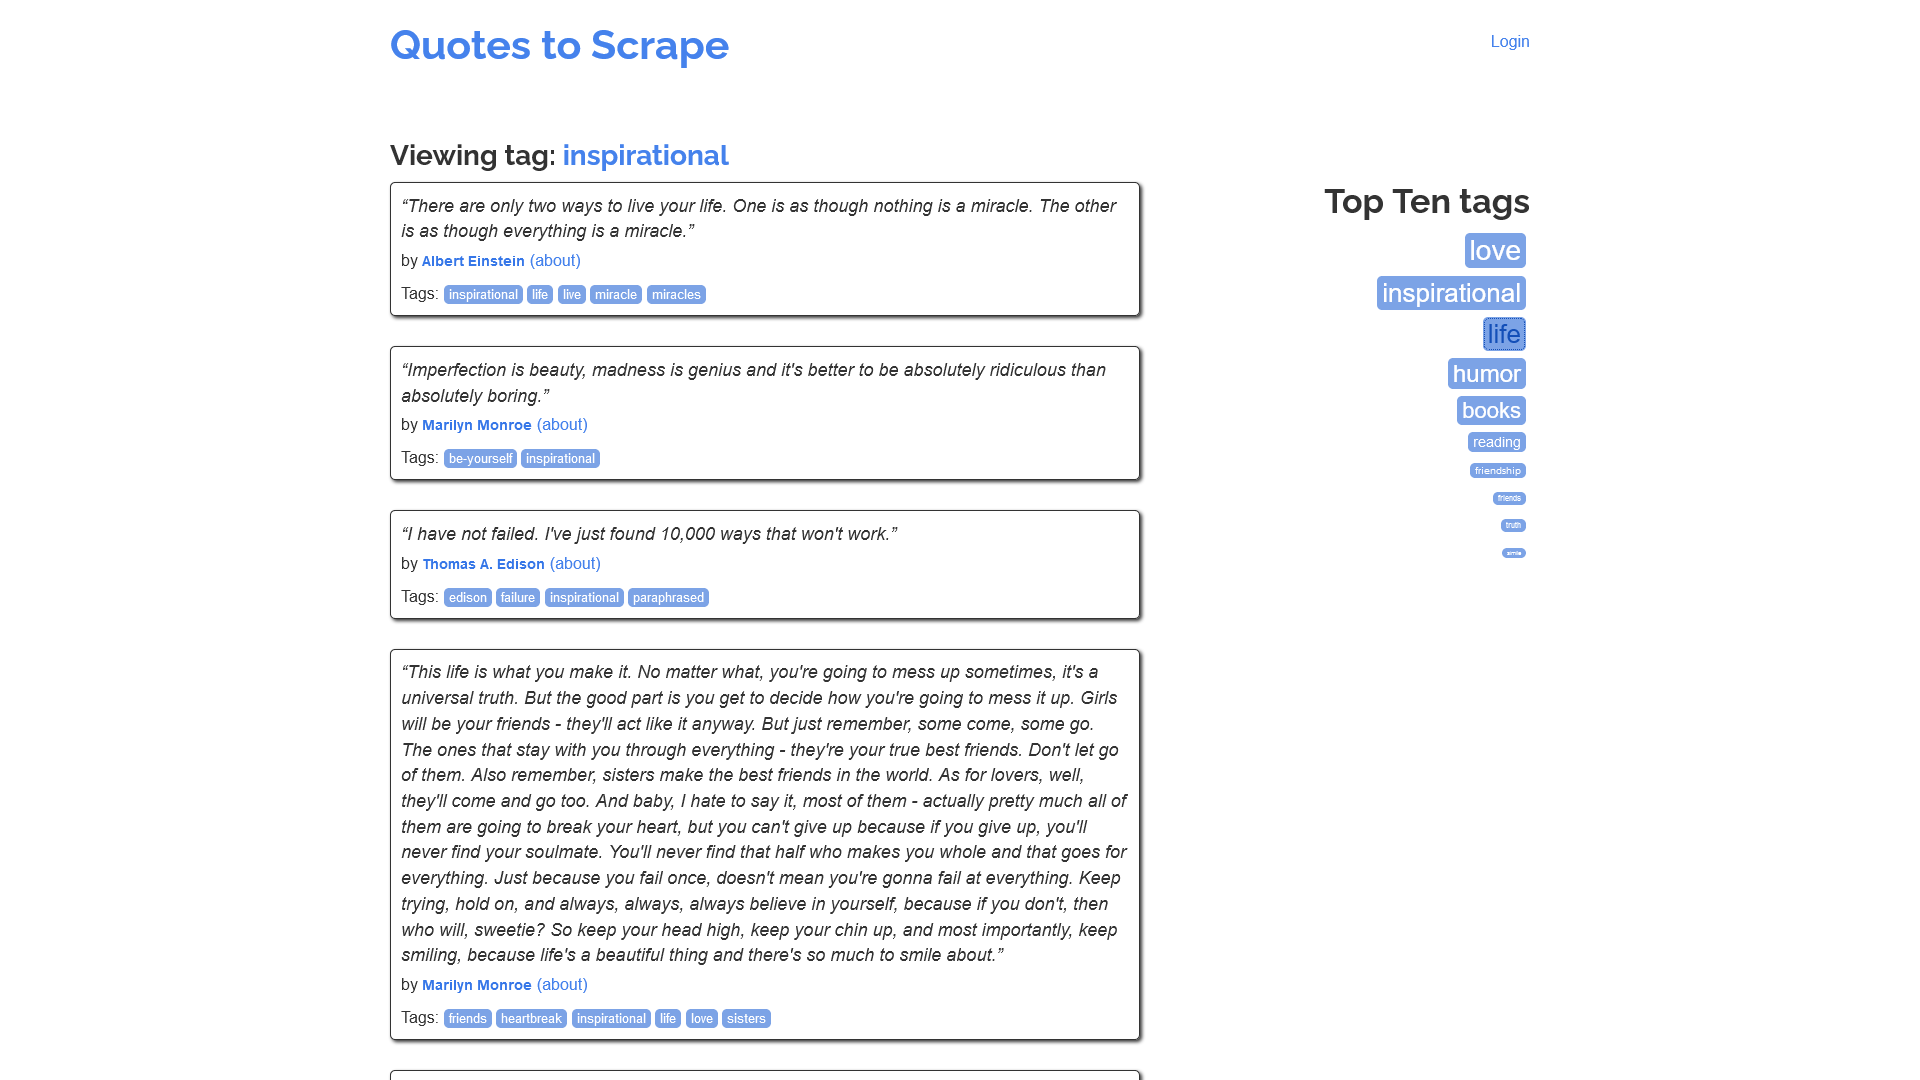 Quotes to Scrape
Login
Viewing tag: inspirational
“There are only two ways to live your life. One is as though nothing is a miracle. The other
is as though everything is a miracle.”
by Albert Einstein (about)
Tags: inspirational life live miracle miracles
“Imperfection is beauty, madness is genius and it's better to be absolutely ridiculous than
absolutely boring.”
by Marilyn Monroe (about)
Tags: be-yourself inspirational
“I have not failed. I've just found 10,000 ways that won't work.”
by Thomas A. Edison (about)
Tags: edison failure inspirational paraphrased
“This life is what you make it. No matter what, you're going to mess up sometimes, it's a
universal truth. But the good part is you get to decide how you're going to mess it up. Girls
will be your friends - they'll act like it anyway. But just remember, some come, some go.
The ones that stay with you through everything - they're your true best friends. Don't let go
of them. Also remember, sisters make the best friends in the world. As for lovers, well,
they'll come and go too. And baby, I hate to say it, most of them - actually pretty much all of
them are going to break your heart, but you can't give up because if you give up, you'll
never find your soulmate. You'll never find that half who makes you whole and that goes for
everything. Just because you fail once, doesn't mean you're gonna fail at everything. Keep
trying, hold on, and always, always, always believe in yourself, because if you don't, then
who will, sweetie? So keep your head high, keep your chin up, and most importantly, keep
smiling, because life's a beautiful thing and there's so much to smile about.”
by Marilyn Monroe (about)
Tags: friends heartbreak inspirational life love sisters
Top Ten tags
love
inspirational
life
humor
books
reading
friendship
friends
truth
simile